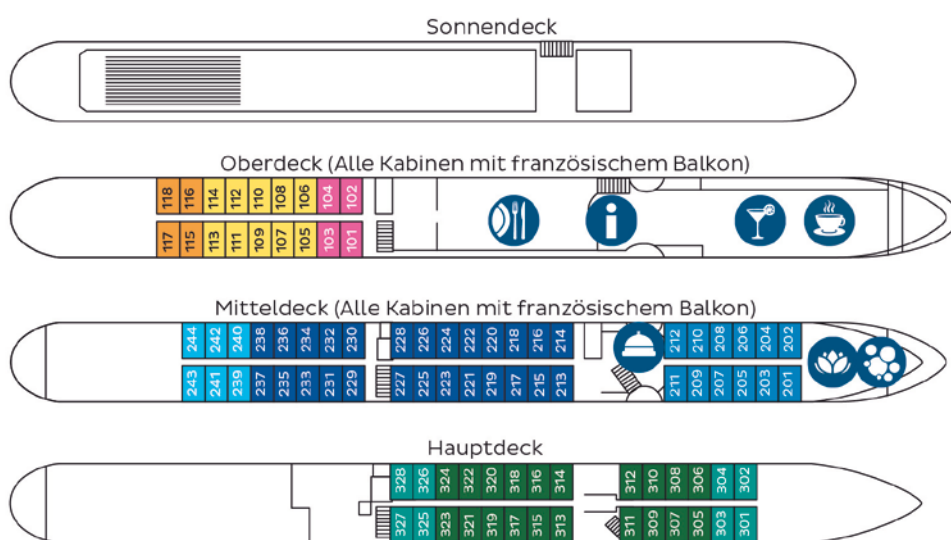 Sonnendeck
Oberdeck (Alle Kabinen mit französischem Balkon)
118 116 114 112 110 108 106 104 102
117 115 113 111 109 107 105 103 101
Mitteldeck (Alle Kabinen mit französischem Balkon)
244 242 240 238 236 234 232 230 228 226 224 222 220 218 216 214 212 210 208 206 204 202
243 241 239 237 235 233 231 229 227 225 223 221 219 217 215 213 211 209 207 205 203 201
Hauptdeck
328 326 324 322 320 318 316 314 312 310 308 306 304 302
327 325 323 321 319 317 315 313 311 309 307 305 303 301